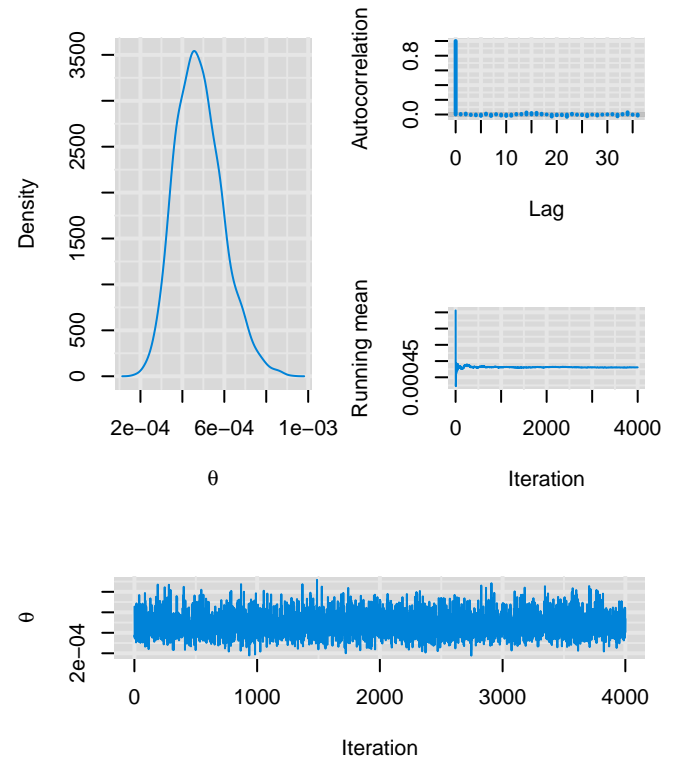 Density
0
500
1500
2500
3500
2e−04
6e−04
1e−03
θ
Autocorrelation
0.0
0.8
0
10
20
30
Lag
Running mean
0.00045
0
2000
4000
Iteration
θ
2e−04
0
1000
2000
3000
4000
Iteration